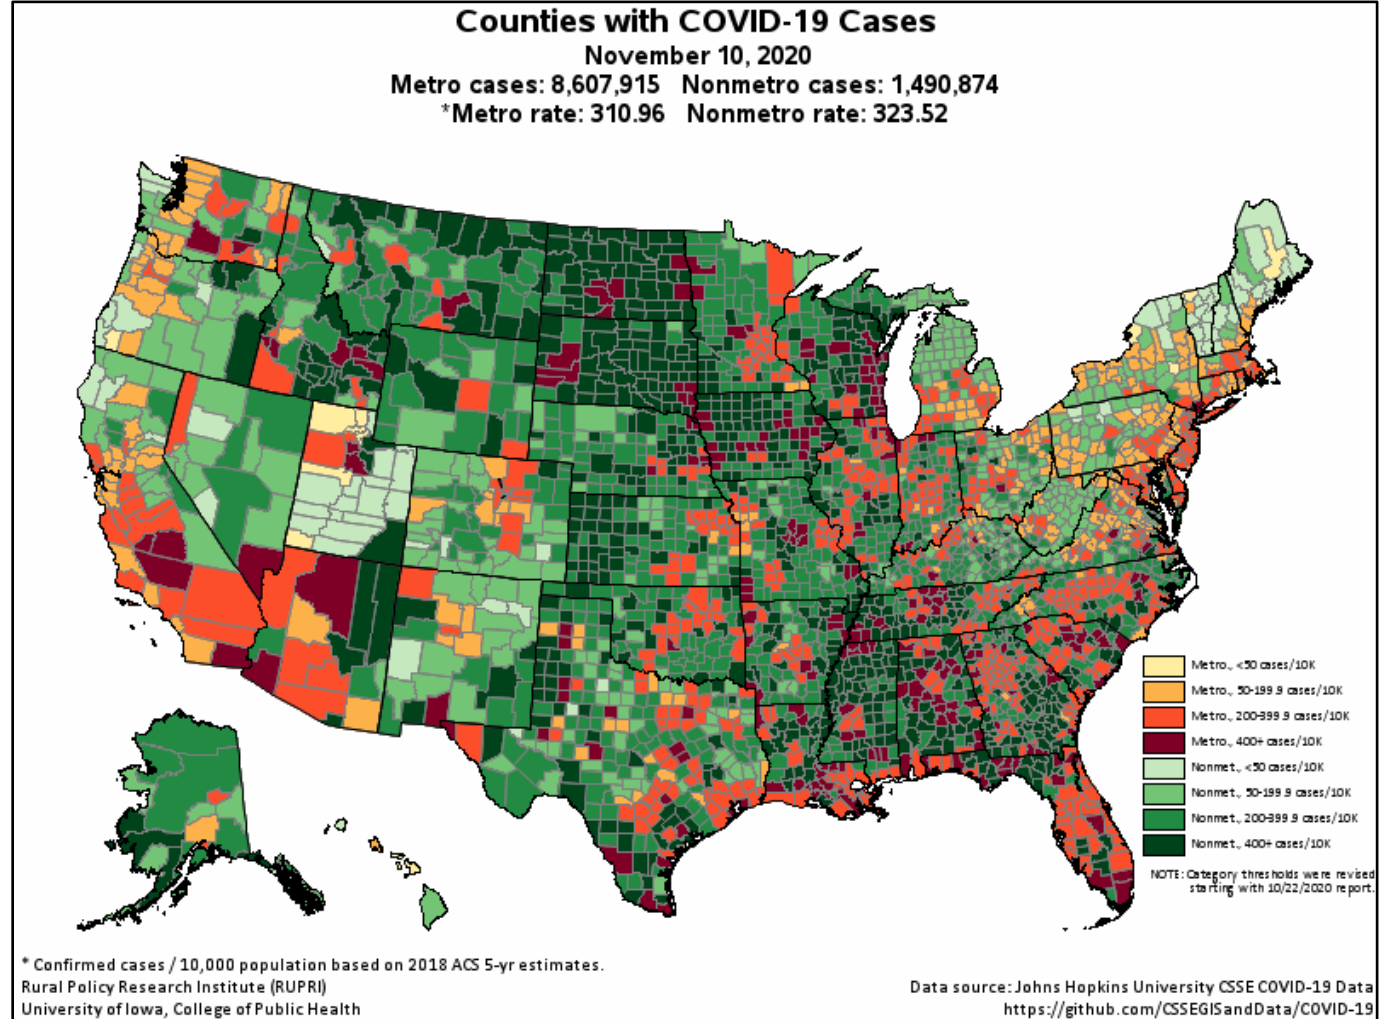 Counties with COVID-19 Cases
November 10, 2020
Metro cases: 8,607,915 Nonmetro cases: 1,490,874
*Metro rate: 310.96 Nonmetro rate: 323.52
Metro., <50 cases/10K
Metro., 50-199.9 cases/10K
Metro., 200-399.9 cases/10K
Metro., 400+ cases/10K
Nonmet., <50 cases/10K
Nonmet., 50-199.9 cases/10K
Nonmet., 200-399.9 cases/10K
Nonmet., 400+ cases/10K
NOTE: Category thresholds were revised
starting with 10/22/2020 report.
* Confirmed cases / 10,000 population based on 2018 ACS 5-yr estimates.
Rural Policy Research Institute (RUPRI)
University of Iowa, College of Public Health
Data source: Johns Hopkins University CSSE COVID-19 Data
https://github.com/CSSEGISandData/COVID-19